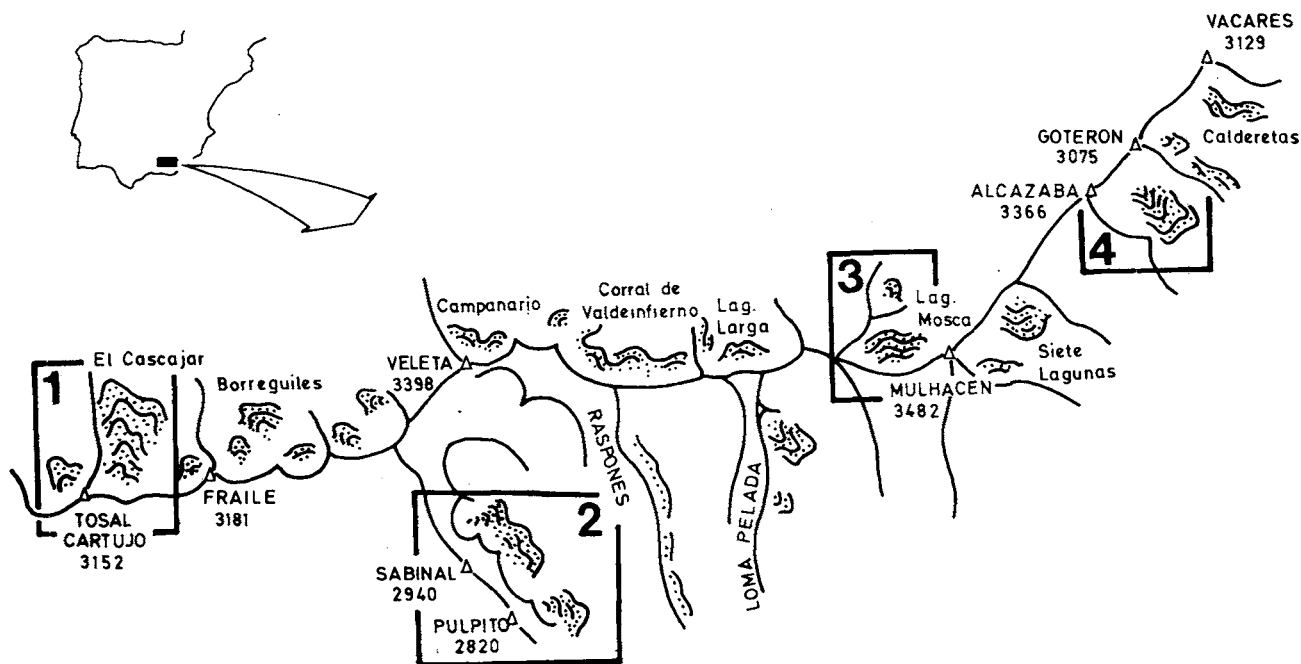 VACARES
3129
GOTERON
3075
Calderetas
ALCAZABA
3366
4
3
Lag.
Mosca
Corral de
Valdeinfierno
Lag.
Larga
Campanario
El Cascajar
1
Borreguiles
VELETA
3398
Siete
Lagunas
MULHACEN
3482
RASPONES
LOMA PELADA
FRAILE
3181
TOSAL
CARTUJO
3152
2
SABINAL
2940
PULPITO
2820